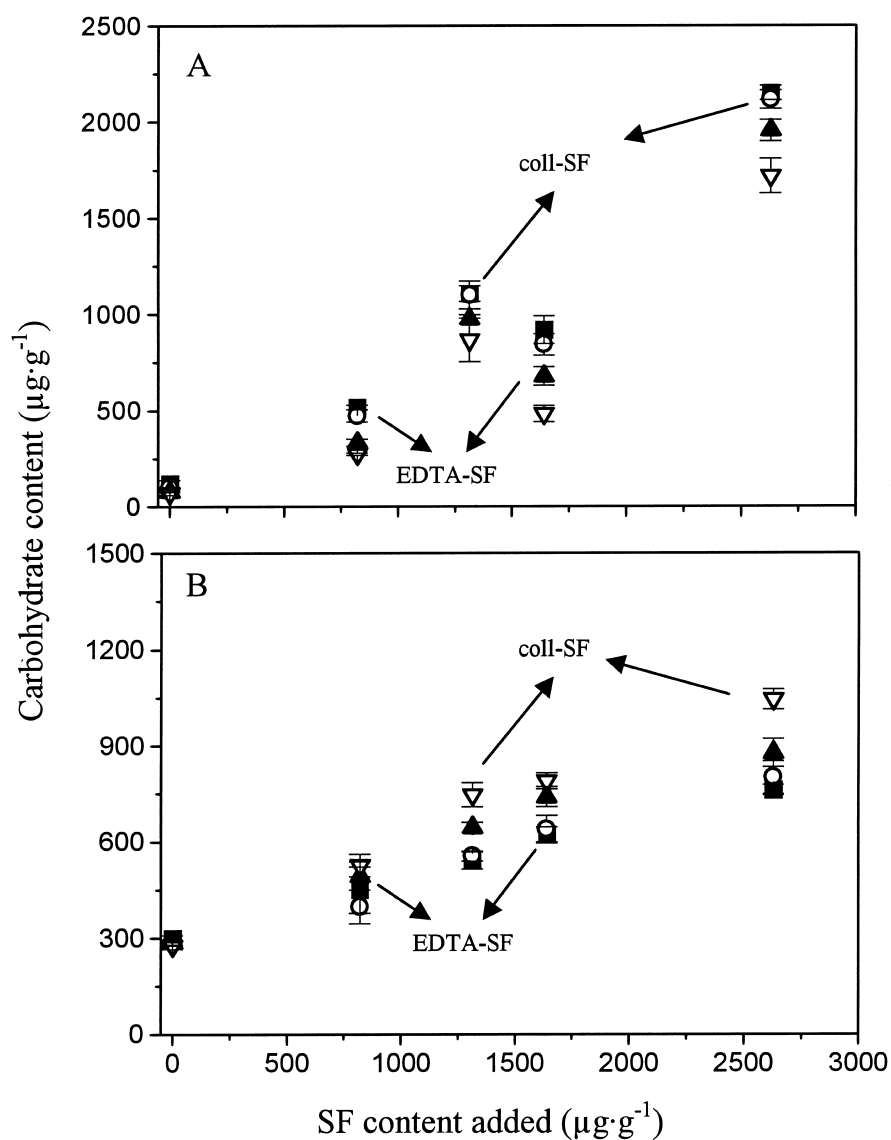 2500
A
2000
coll-SF
1500
1000
500
EDTA-SF
0
Carbohydrate content (µg·g-1)
1500
B
1200
coll-SF
900
600
EDTA-SF
300
0
0 500 1000 1500 2000 2500 3000
SF content added (µg·g-1)